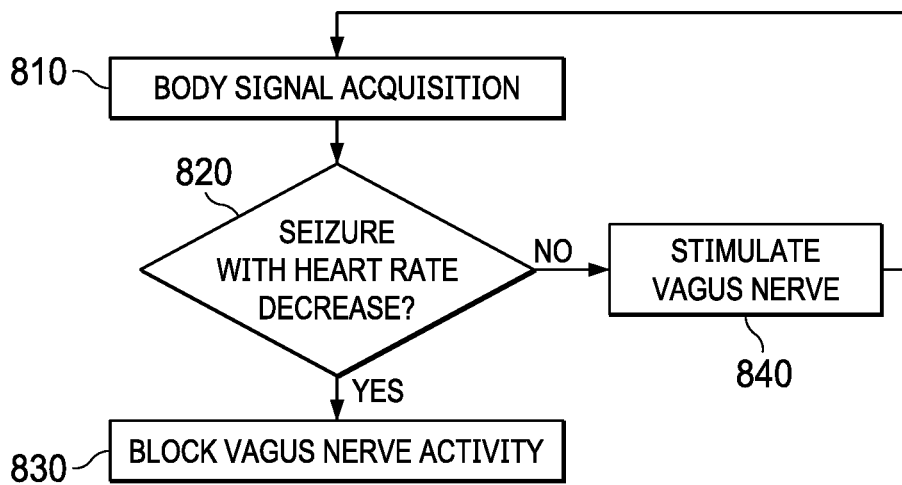 810
BODY SIGNAL ACQUISITION
820
SEIZURE
WITH HEART RATE
DECREASE?
NO
STIMULATE
VAGUS NERVE
840
YES
BLOCK VAGUS NERVE ACTIVITY
830